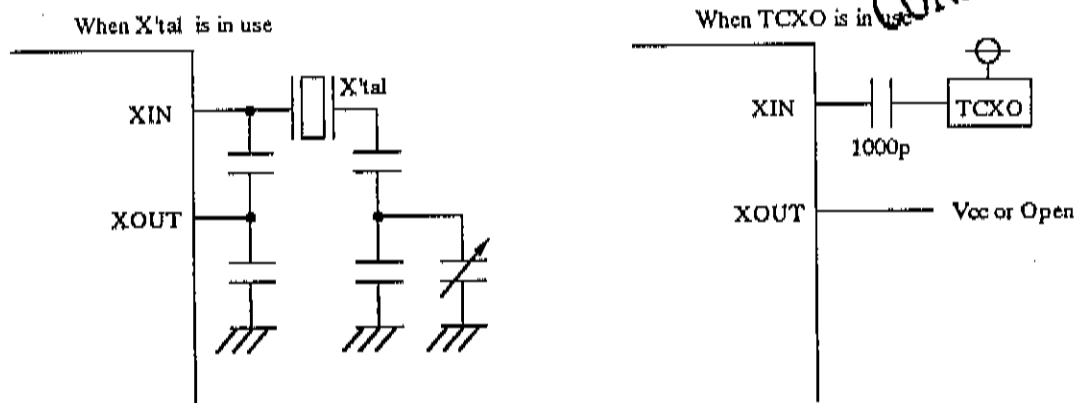 When X'tal is in use
X'tal
XIN
XOUT
When TCXO is in use
XIN
TCXO
1000p
XOUT
Vcc or Open